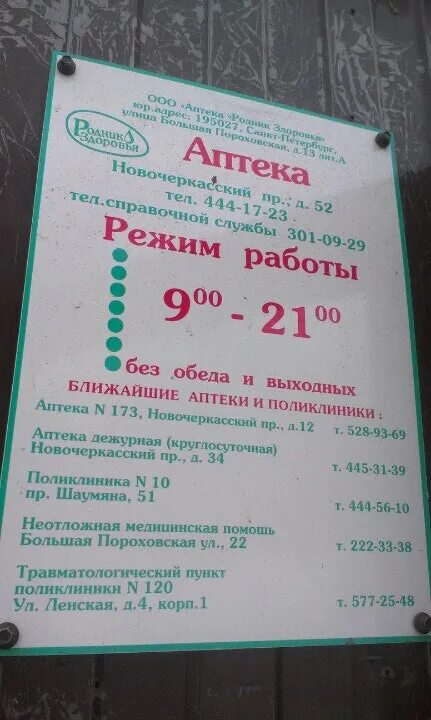 ООО «Аптека «Родник Здоровья»
юр.адрес: 195027, Санкт-Петербург,
улица Большая Пороховская, д.13 лит.А
Родник
Здоровья
Аптека
Новочеркасский пр., д. 52
тел. 444-17-23
тел.справочной службы 301-09-29
Режим работы
900 - 2100
без обеда и выходных
БЛИЖАЙШИЕ АПТЕКИ И ПОЛИКЛИНИКИ :
Аптека N 173, Новочеркасский пр., д.12 т. 528-93-69
Аптека дежурная (круглосуточная)
Новочеркасский пр., д. 34 т. 445-31-39
Поликлиника N 10
пр. Шаумяна, 51 т. 444-56-10
Неотложная медицинская помощь
Большая Пороховская ул., 22 т. 222-33-38
Травматологический пункт
поликлиники N 120
Ул. Ленская, д.4, корп.1 т. 577-25-48